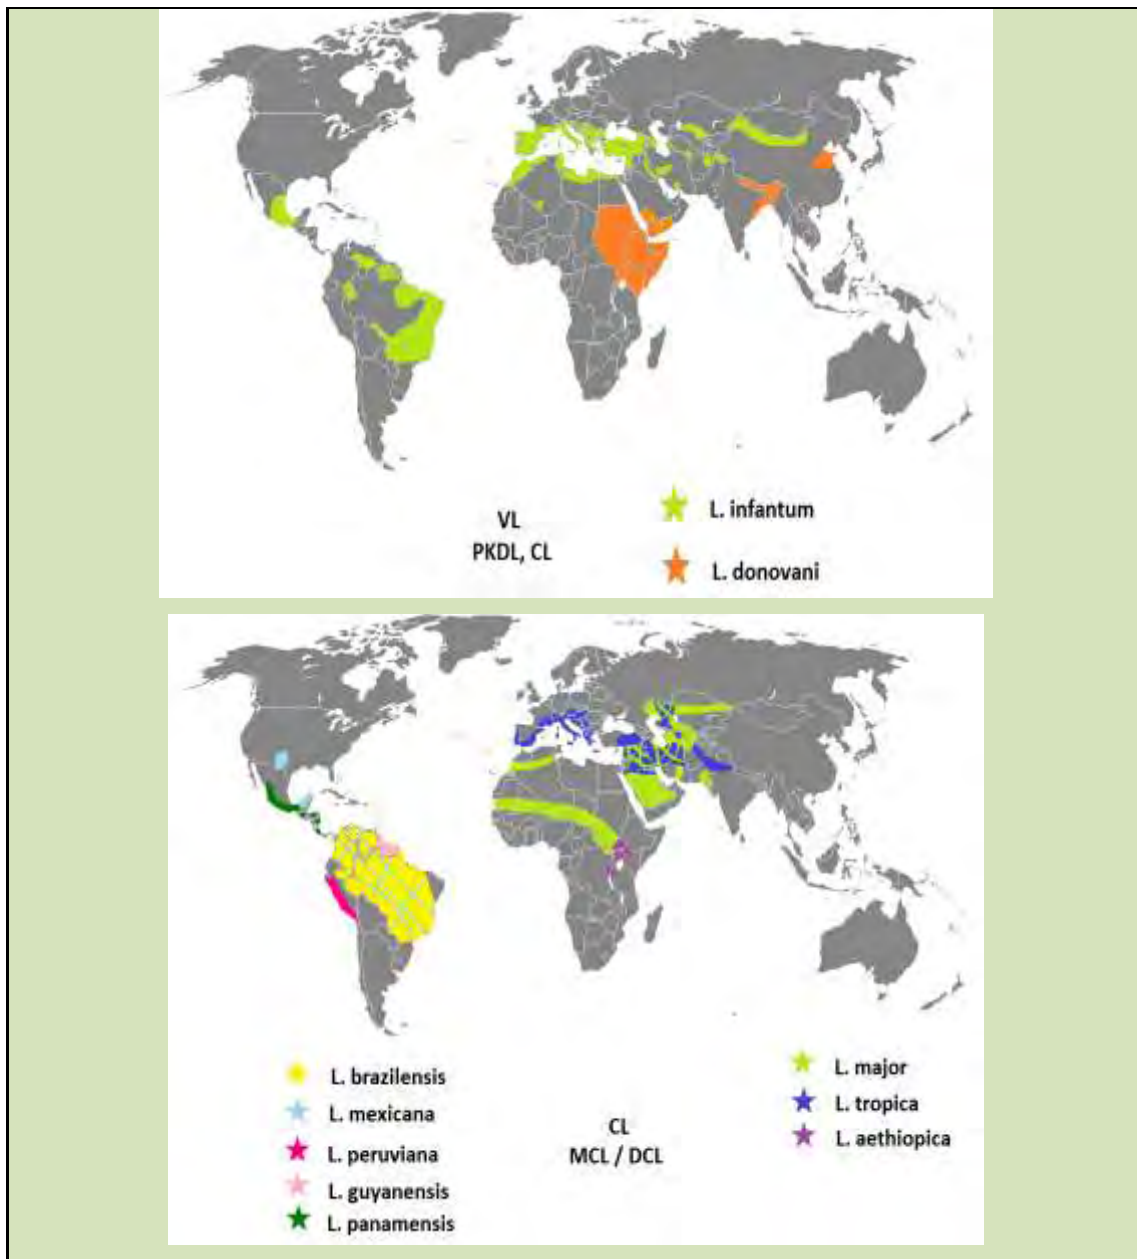 VL
PKDL, CL
L. infantum
L. donovani
L. brazilensis
L. mexicana
L. peruviana
L. guyanensis
L. panamensis
CL
MCL / DCL
L. major
L. tropica
L. aethiopica